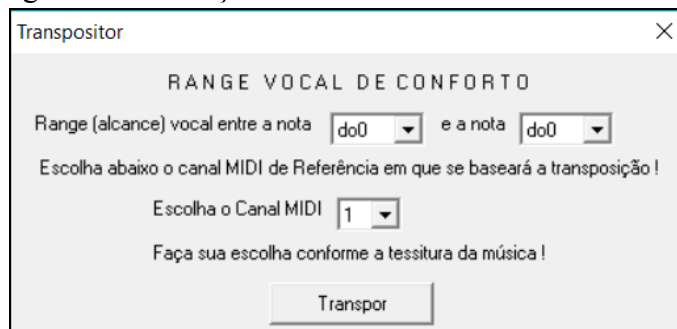 Transpositor
RANGE VOCAL DE CONFORTO
Range (alcance) vocal entre a nota do0 e a nota do0
Escolha abaixo o canal MIDI de Referência em que se baseará a transposição !
Escolha o Canal MIDI 1
Faça sua escolha conforme a tessitura da música !
Transpor